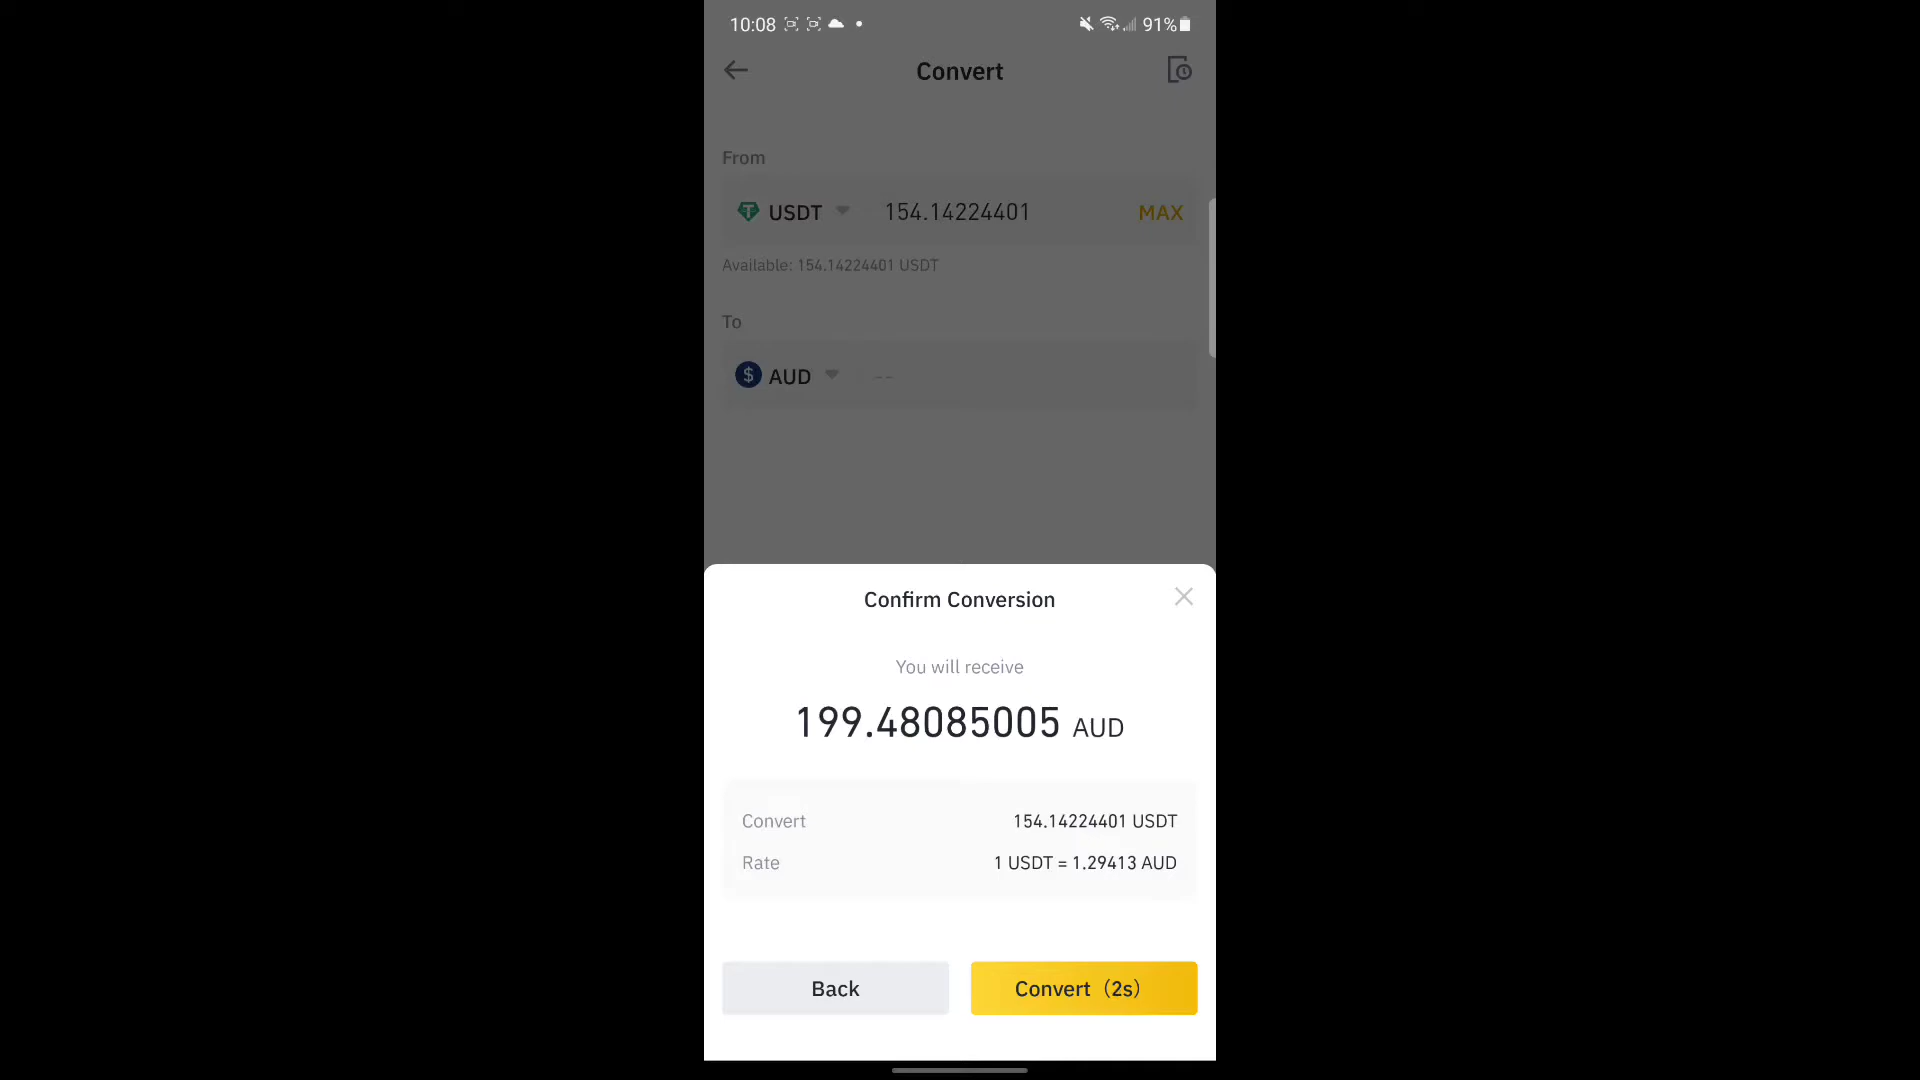 10:08 91%
Convert
From
USDT 154.14224401 MAX
Available: 154.14224401 USDT
To
$ AUD --
Confirm Conversion
You will receive
199.48085005 AUD
Convert 154.14224401 USDT
Rate 1 USDT = 1.29413 AUD
Back Convert（2s）